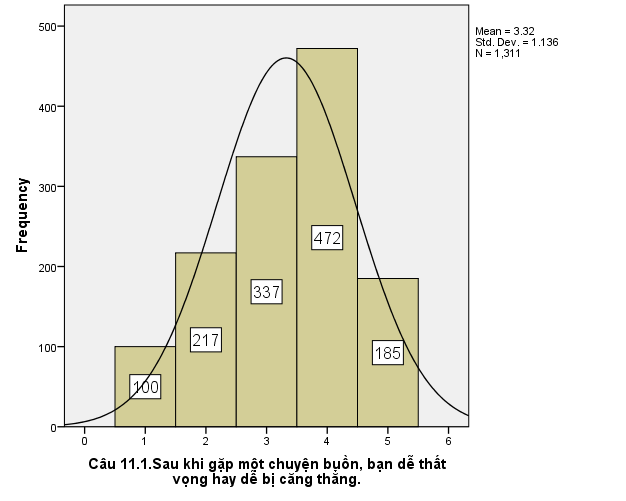 Mean = 3.32
Std. Dev. = 1.136
N = 1,311
500
400
300
200
100
0
Frequency
100
217
337
472
185
0 1 2 3 4 5 6
Câu 11.1.Sau khi gặp một chuyện buồn, bạn dễ thất
vọng hay dễ bị căng thẳng.